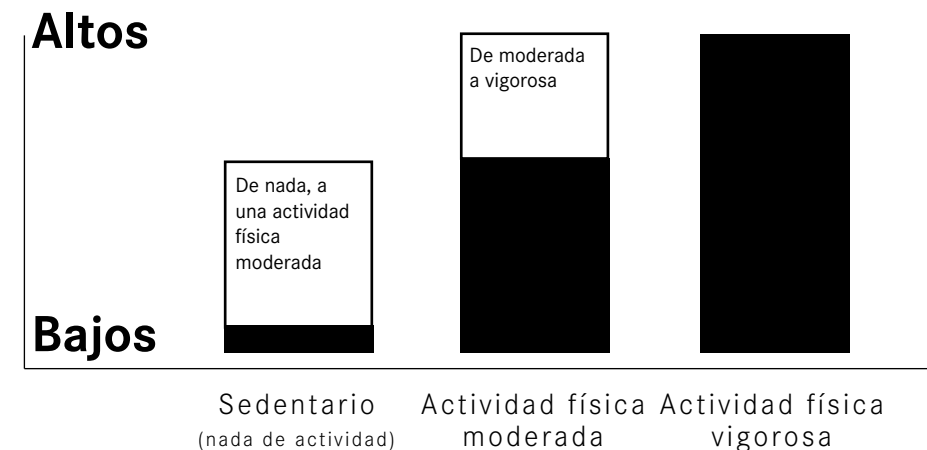 Altos
De moderada
a vigorosa
De nada, a
una actividad
física
moderada
Bajos
Sedentario
(nada de actividad)
Actividad física
moderada
Actividad física
vigorosa